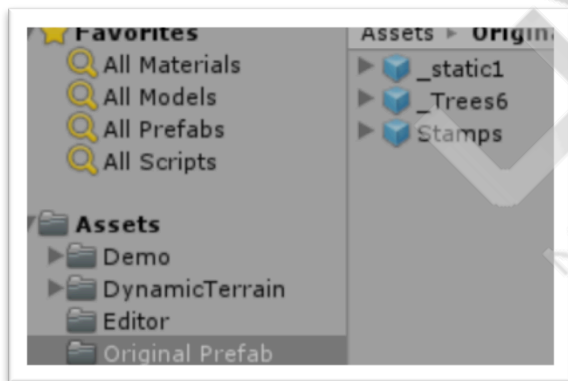 Favorites
All Materials
All Models
All Prefabs
All Scripts
Assets
Demo
DynamicTerrain
Editor
Original Prefab
Assets ▸ Origin
_static1
_Trees6
Stamps